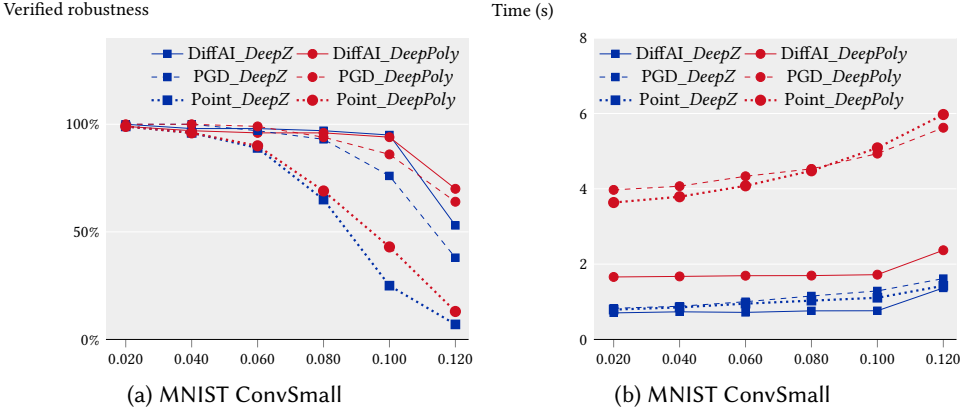 Verified robustness
DiffAI_DeepZ DiffAI_DeepPoly
PGD_DeepZ PGD_DeepPoly
Point_DeepZ Point_DeepPoly
100%
50%
0%
0.020 0.040 0.060 0.080 0.100 0.120
(a) MNIST ConvSmall
Time (s)
8
DiffAI_DeepZ DiffAI_DeepPoly
PGD_DeepZ PGD_DeepPoly
6
Point_DeepZ Point_DeepPoly
4
2
0
0.020 0.040 0.060 0.080 0.100 0.120
(b) MNIST ConvSmall